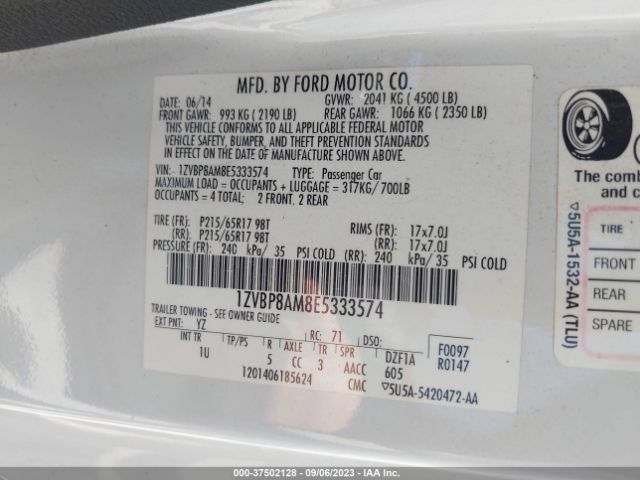 MFD. BY FORD MOTOR CO.
DATE: 06/14 GVWR: 2041 KG ( 4500 LB)
FRONT GAWR: 993 KG ( 2190 LB) REAR GAWR: 1066 KG ( 2350 LB)
THIS VEHICLE CONFORMS TO ALL APPLICABLE FEDERAL MOTOR
VEHICLE SAFETY, BUMPER, AND THEFT PREVENTION STANDARDS
IN EFFECT ON THE DATE OF MANUFACTURE SHOWN ABOVE.
VIN: 1ZVBP8AM8E5333574 TYPE: Passenger Car
MAXIMUM LOAD = OCCUPANTS + LUGGAGE = 317KG/ 700LB
OCCUPANTS = 4 TOTAL; 2 FRONT, 2 REAR
TIRE (FR): P215/65R17 98T RIMS (FR): 17x7.0J
(RR): P215/65R17 98T (RR): 17x7.0J
PRESSURE (FR): 240 kPa/ 35 PSI COLD (RR): 240 kPa/ 35 PSI COLD
1ZVBP8AM8E5333574
TRAILER TOWING - SEE OWNER GUIDE
EXT PNT: YZ RC: 71 DSO: F0097
INT TR TP/PS R AXLE TR SPR DZF1A R0147
1U 5 CC 3 AACC 605
1201406185624 CMC 5U5A-5420472-AA
The comb
and c
TIRE
FRONT
REAR
SPARE
5U5A-1532-AA (TLU)
000-37502128 - 09/06/2023 - IAA Inc.